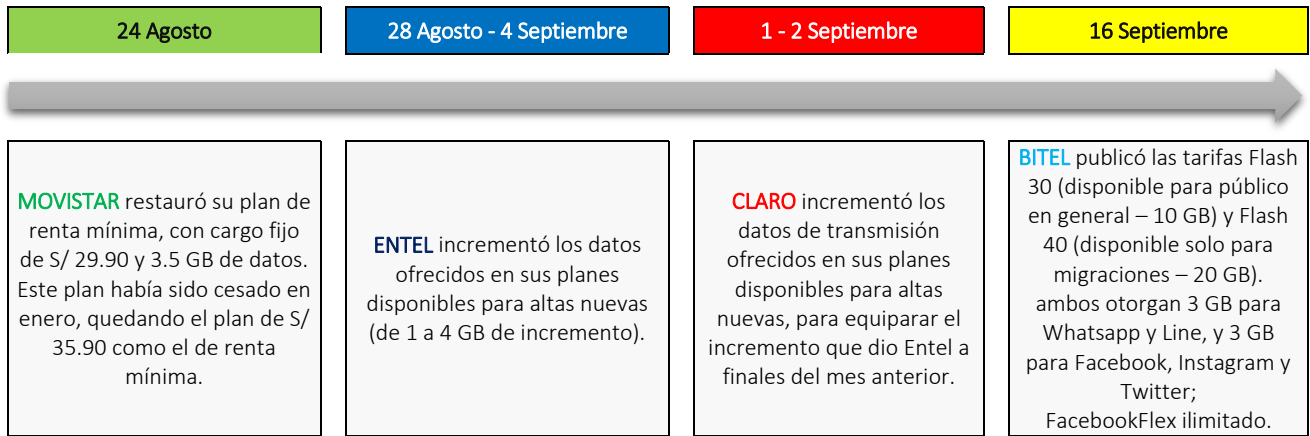 24 Agosto
28 Agosto - 4 Septiembre
1 - 2 Septiembre
16 Septiembre
MOVISTAR restauró su plan de
renta mínima, con cargo fijo
de S/ 29.90 y 3.5 GB de datos.
Este plan había sido cesado en
enero, quedando el plan de S/
35.90 como el de renta
mínima.
ENTEL incrementó los datos
ofrecidos en sus planes
disponibles para altas nuevas
(de 1 a 4 GB de incremento).
CLARO incrementó los
datos de transmisión
ofrecidos en sus planes
disponibles para altas
nuevas, para equiparar el
incremento que dio Entel a
finales del mes anterior.
BITEL publicó las tarifas Flash
30 (disponible para público
en general – 10 GB) y Flash
40 (disponible solo para
migraciones – 20 GB).
ambos otorgan 3 GB para
Whatsapp y Line, y 3 GB
para Facebook, Instagram y
Twitter;
FacebookFlex ilimitado.